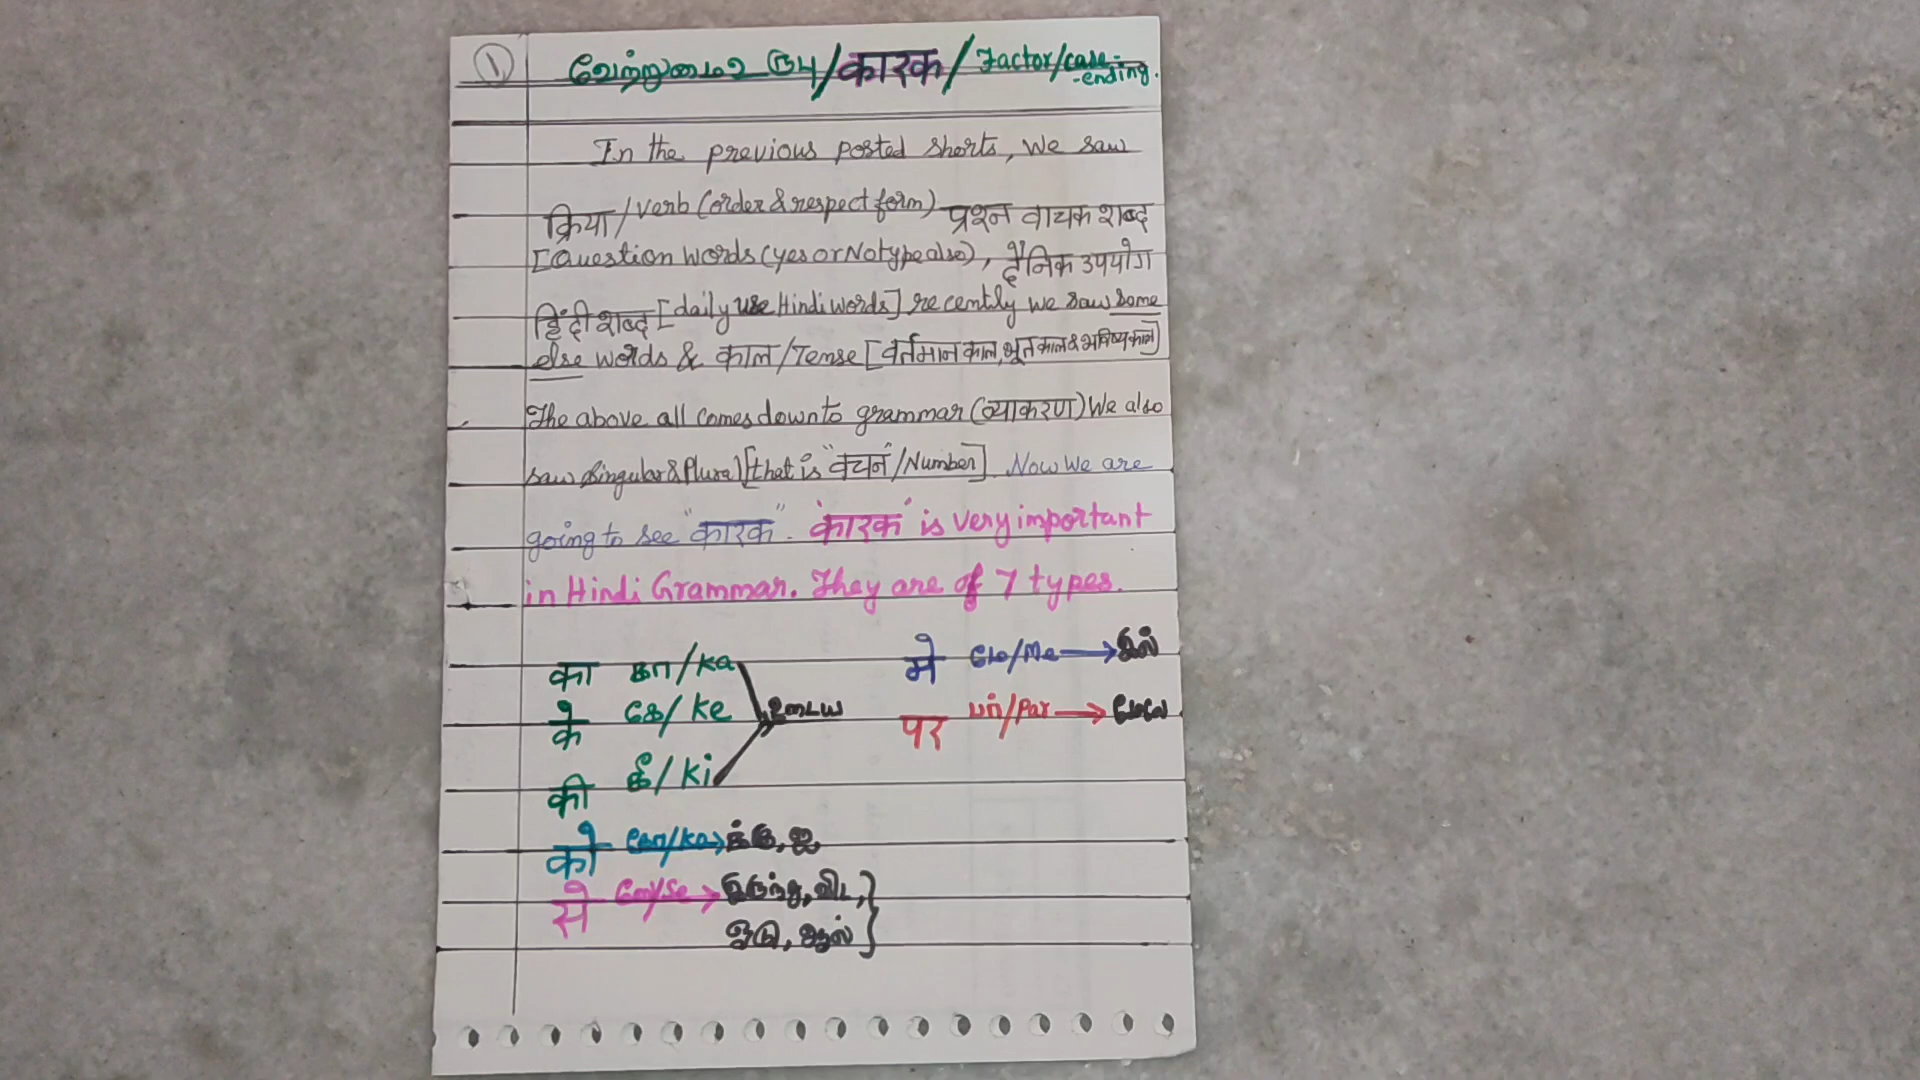 1 வேற்றுமை உருபு/कारक/Factor/case-
-ending.
In the previous posted shorts, We saw
क्रिया/verb(order & respect form) प्रश्न वाचक शब्द
[Question words(yes or No type also), दैनिक उपयोग
हिंदी शब्द[daily use Hindi words] recently we saw some
else words & काल/Tense[वर्तमान काल, भूत काल & भविष्य काल]
The above all comes down to grammar(व्याकरण) We also
saw Singular & Plural[that is "वचन"/Number]. Now We are
going to see "कारक". 'कारक' is very important
in Hindi Grammar. They are of 7 types.
का கா/ka மே मे மே/Me → இல்
के கே/ke உடைய पर பர்/Par → மேலே
की கீ/ki
को கோ/ko → க்கு, ஐ,
से ஸே/Se → இருந்து, விட,
ஒடு, ஆல்}